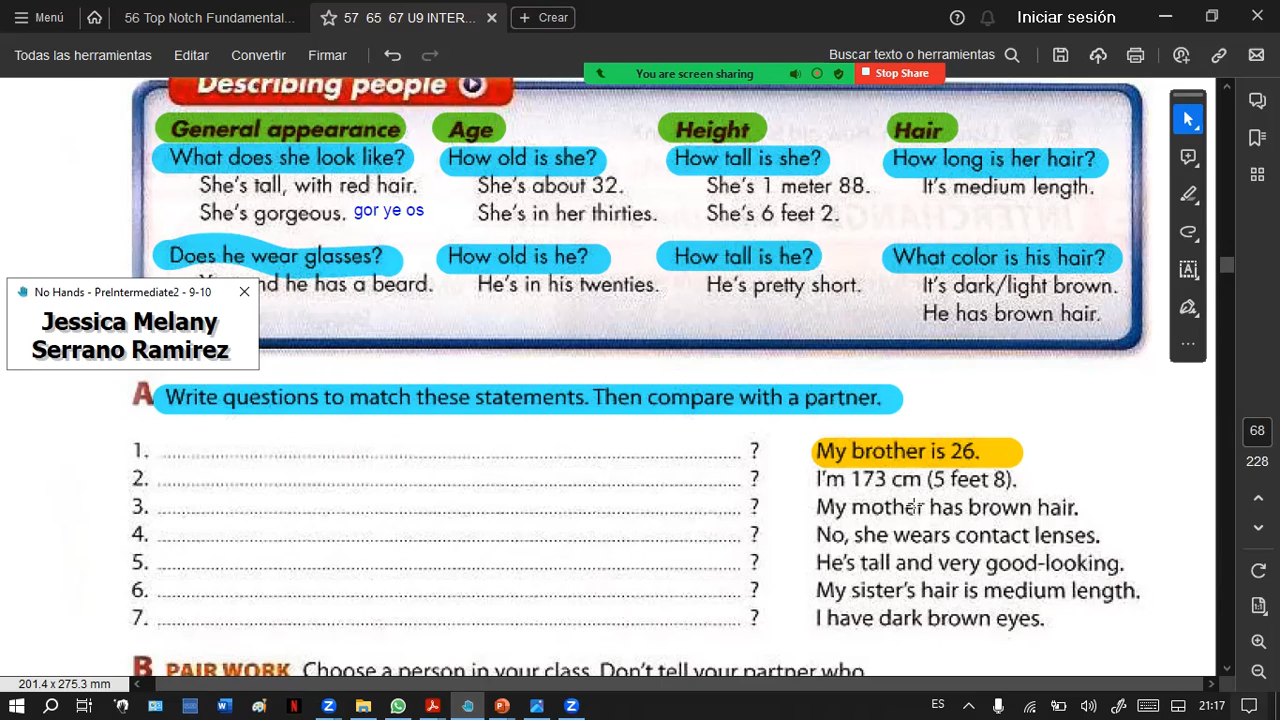 Menú
56 Top Notch Fundamental...
57 65 67 U9 INTER...
Crear
Iniciar sesión
Todas las herramientas
Editar
Convertir
Firmar
Buscar texto o herramientas
You are screen sharing
Stop Share
Describing people
General appearance
Age
Height
Hair
What does she look like?
How old is she?
How tall is she?
How long is her hair?
She's tall, with red hair.
She's about 32.
She's 1 meter 88.
It's medium length.
She's gorgeous. gor ye os
She's in her thirties.
She's 6 feet 2.
Does he wear glasses?
How old is he?
How tall is he?
What color is his hair?
he has a beard.
He's in his twenties.
He's pretty short.
It's dark/light brown.
He has brown hair.
No Hands - PreIntermediate2 - 9-10
Jessica Melany
Serrano Ramirez
A Write questions to match these statements. Then compare with a partner.
1. ? My brother is 26.
2. ? I'm 173 cm (5 feet 8).
3. ? My mother has brown hair.
4. ? No, she wears contact lenses.
5. ? He's tall and very good-looking.
6. ? My sister's hair is medium length.
7. ? I have dark brown eyes.
B PAIR WORK Choose a person in your class. Don't tell your partner who
68
228
201.4 x 275.3 mm
ES
21:17